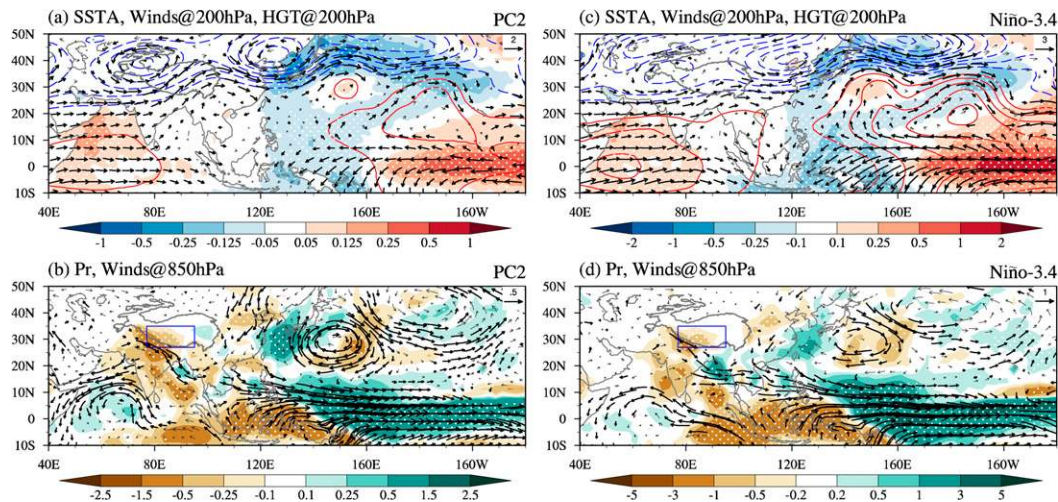 (a) SSTA, Winds@200hPa, HGT@200hPa PC2
2
50N
40N
30N
20N
10N
0
10S
40E 80E 120E 160E 160W
-1 -0.5 -0.25 -0.125 -0.05 0.05 0.125 0.25 0.5 1
(c) SSTA, Winds@200hPa, HGT@200hPa Niño-3.4
3
50N
40N
30N
20N
10N
0
10S
40E 80E 120E 160E 160W
-2 -1 -0.5 -0.25 -0.1 0.1 0.25 0.5 1 2
(b) Pr, Winds@850hPa PC2
.5
50N
40N
30N
20N
10N
0
10S
40E 80E 120E 160E 160W
-2.5 -1.5 -0.5 -0.25 -0.1 0.1 0.25 0.5 1.5 2.5
(d) Pr, Winds@850hPa Niño-3.4
1
50N
40N
30N
20N
10N
0
10S
40E 80E 120E 160E 160W
-5 -3 -1 -0.5 -0.2 0.2 0.5 1 3 5